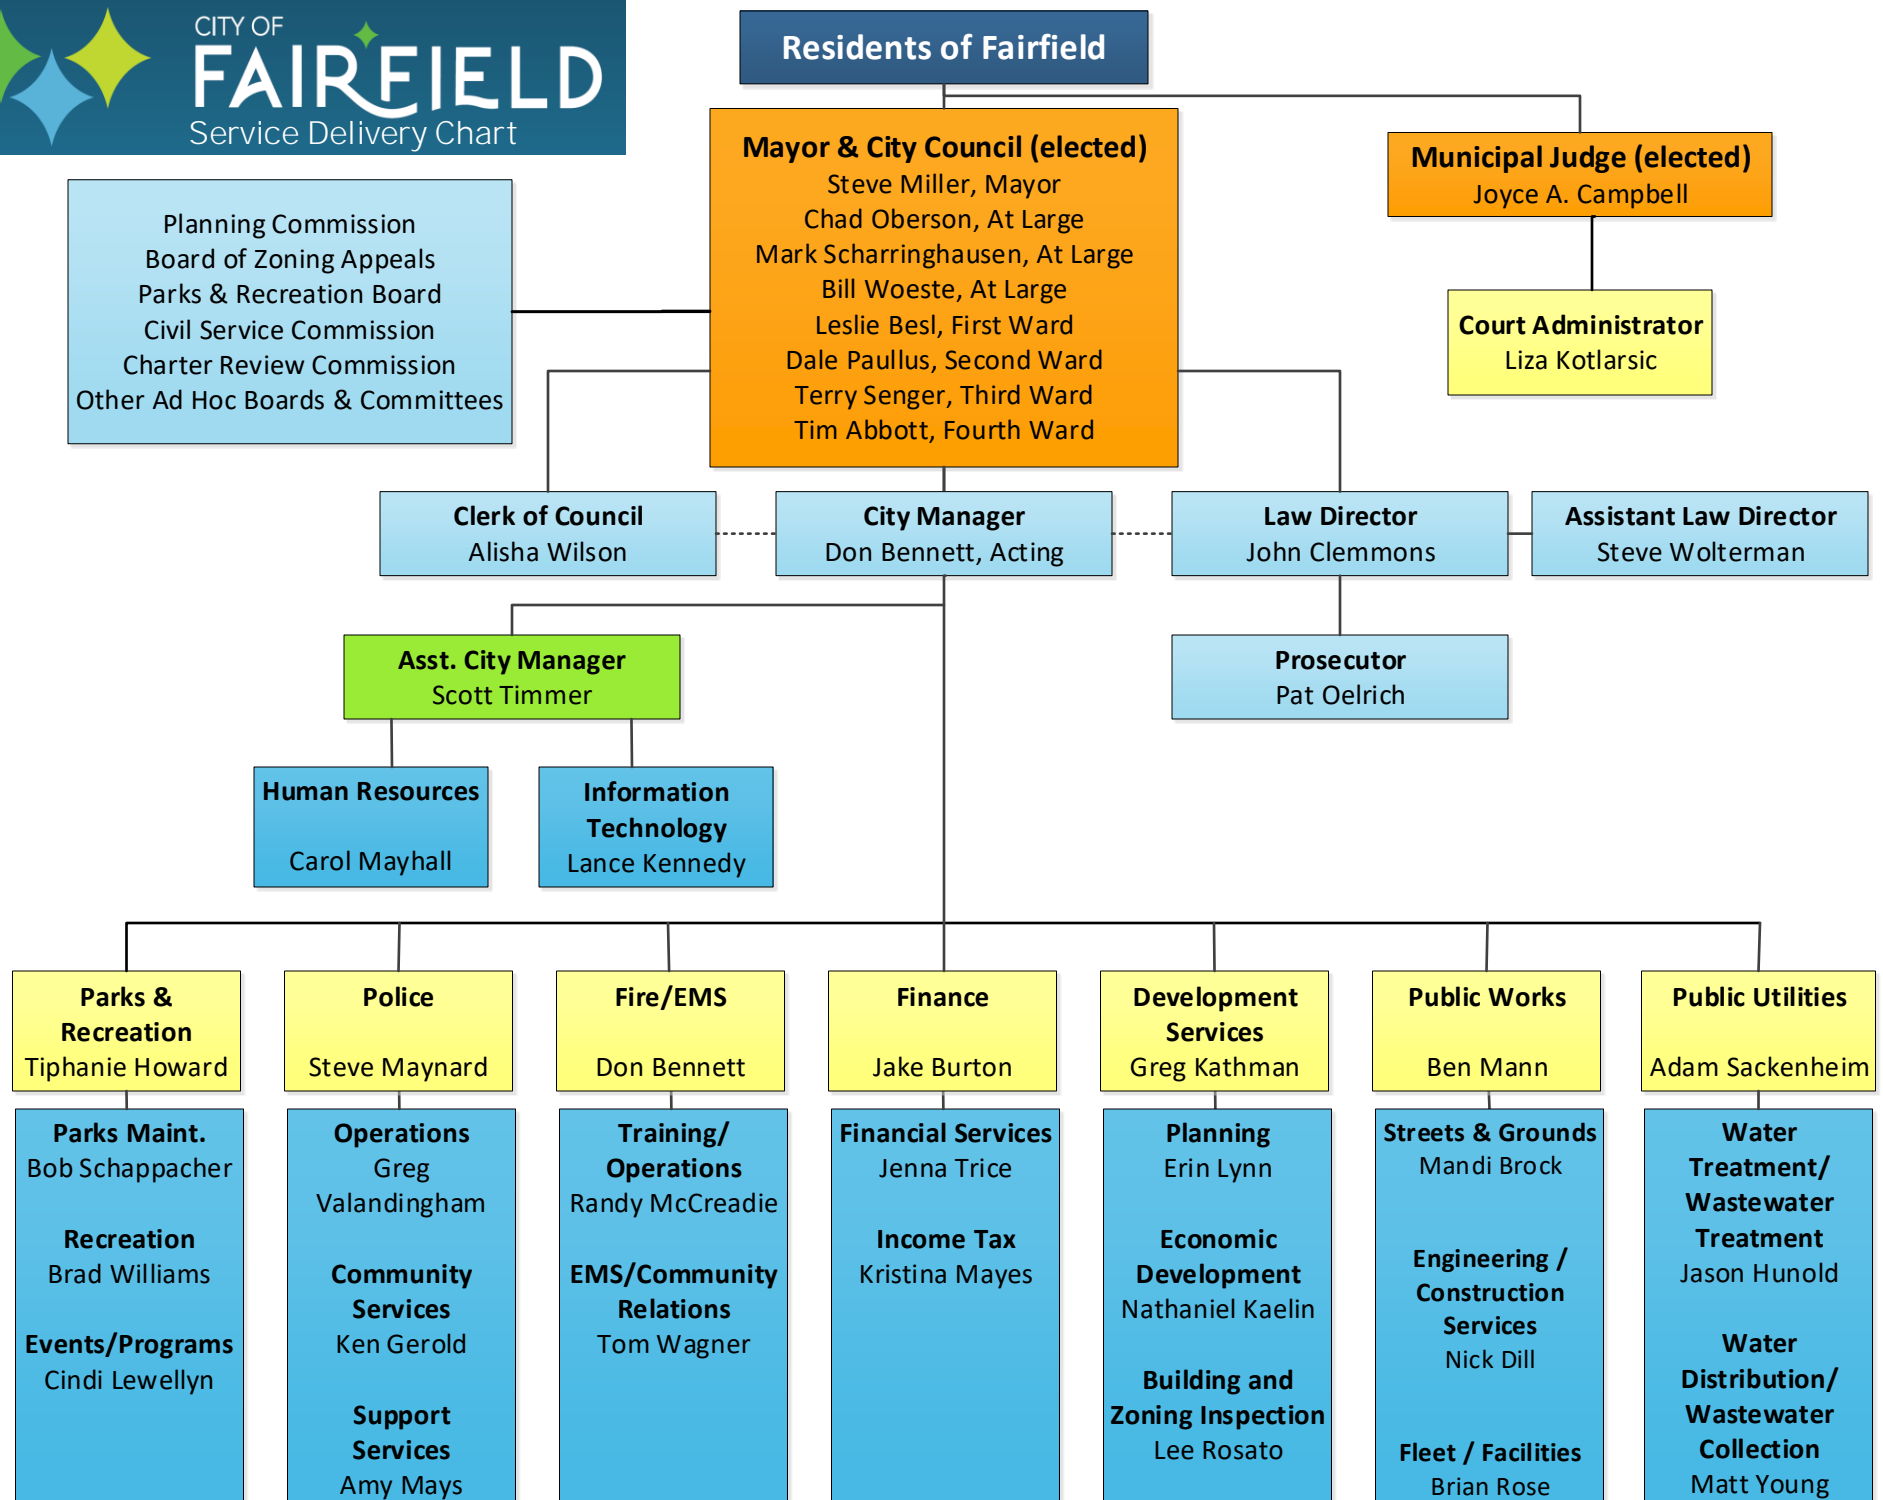 CITY OF
FAIRFIELD
Service Delivery Chart
Residents of Fairfield
Mayor & City Council (elected)
Steve Miller, Mayor
Chad Oberson, At Large
Mark Scharringhausen, At Large
Bill Woeste, At Large
Leslie Besl, First Ward
Dale Paullus, Second Ward
Terry Senger, Third Ward
Tim Abbott, Fourth Ward
Municipal Judge (elected)
Joyce A. Campbell
Court Administrator
Liza Kotlarsic
Planning Commission
Board of Zoning Appeals
Parks & Recreation Board
Civil Service Commission
Charter Review Commission
Other Ad Hoc Boards & Committees
Clerk of Council
Alisha Wilson
City Manager
Don Bennett, Acting
Law Director
John Clemmons
Assistant Law Director
Steve Wolterman
Asst. City Manager
Scott Timmer
Prosecutor
Pat Oelrich
Human Resources
Carol Mayhall
Information
Technology
Lance Kennedy
Parks &
Recreation
Tiphanie Howard
Police
Steve Maynard
Fire/EMS
Don Bennett
Finance
Jake Burton
Development
Services
Greg Kathman
Public Works
Ben Mann
Public Utilities
Adam Sackenheim
Parks Maint.
Bob Schappacher
Recreation
Brad Williams
Events/Programs
Cindi Lewellyn
Operations
Greg
Valandingham
Community
Services
Ken Gerold
Support
Services
Amy Mays
Training/
Operations
Randy McCreadie
EMS/Community
Relations
Tom Wagner
Financial Services
Jenna Trice
Income Tax
Kristina Mayes
Planning
Erin Lynn
Economic
Development
Nathaniel Kaelin
Building and
Zoning Inspection
Lee Rosato
Streets & Grounds
Mandi Brock
Engineering /
Construction
Services
Nick Dill
Fleet / Facilities
Brian Rose
Water
Treatment/
Wastewater
Treatment
Jason Hunold
Water
Distribution/
Wastewater
Collection
Matt Young